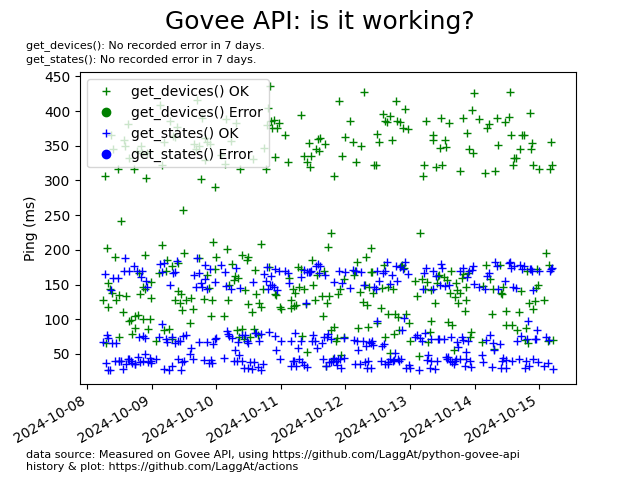 Govee API: is it working?
get_devices(): No recorded error in 7 days.
get_states(): No recorded error in 7 days.
450
400
350
300
250
200
150
100
50
Ping (ms)
get_devices() OK
get_devices() Error
get_states() OK
get_states() Error
2024-10-08
2024-10-09
2024-10-10
2024-10-11
2024-10-12
2024-10-13
2024-10-14
2024-10-15
data source: Measured on Govee API, using https://github.com/LaggAt/python-govee-api
history & plot: https://github.com/LaggAt/actions